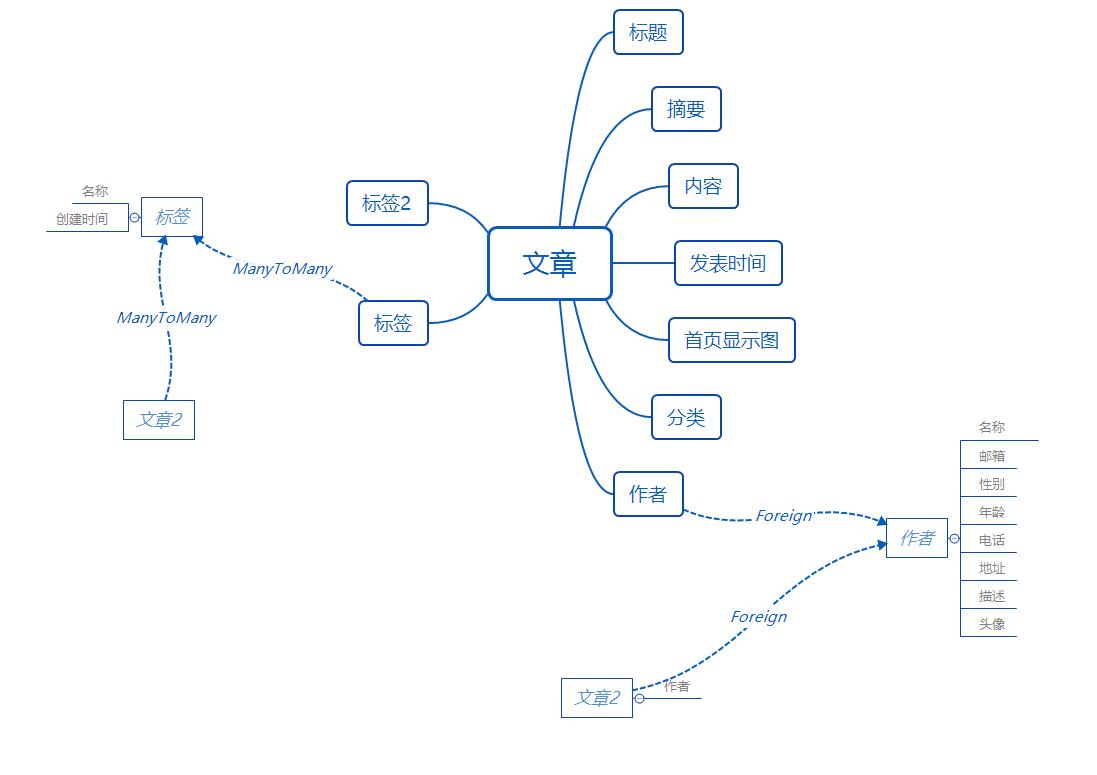 标题
摘要
内容
发表时间
首页显示图
分类
作者
文章
标签2
标签
名称
创建时间
标签
ManyToMany
ManyToMany
文章2
Foreign
Foreign
作者
名称
邮箱
性别
年龄
电话
地址
描述
头像
文章2
作者